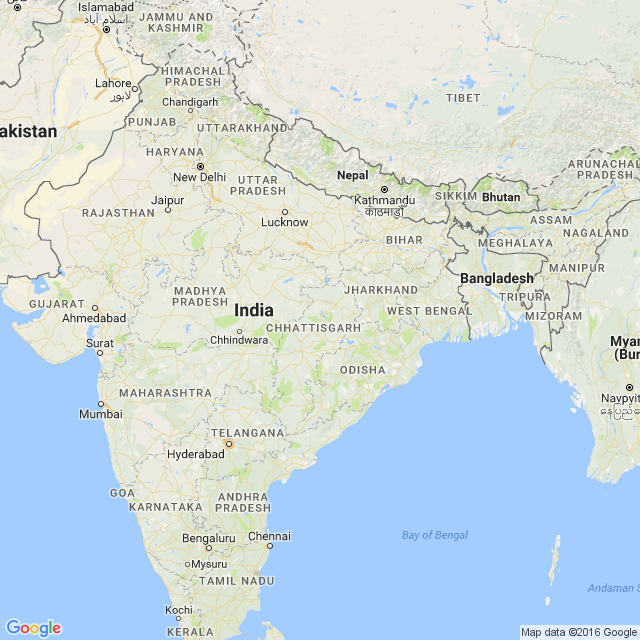 Islamabad
اسلام آباد
JAMMU AND
KASHMIR
HIMACHAL
PRADESH
TIBET
Lahore
لاہور
Chandigarh
PUNJAB
UTTARAKHAND
akistan
HARYANA
New Delhi
UTTAR
PRADESH
Nepal
Kathmandu
काठमाडौं
SIKKIM
Bhutan
ARUNACHAL
PRADESH
Jaipur
RAJASTHAN
Lucknow
ASSAM
NAGALAND
BIHAR
MEGHALAYA
MANIPUR
Bangladesh
MADHYA
PRADESH
JHARKHAND
TRIPURA
GUJARAT
Ahmedabad
India
WEST BENGAL
MIZORAM
CHHATTISGARH
Chhindwara
Surat
Myan
(Bur
ODISHA
MAHARASHTRA
Naypyit
နေပြည်တေ
Mumbai
TELANGANA
Hyderabad
GOA
KARNATAKA
ANDHRA
PRADESH
Bay of Bengal
Bengaluru
Chennai
Mysuru
TAMIL NADU
Andaman S
Kochi
KERALA
Google
Map data ©2016 Google